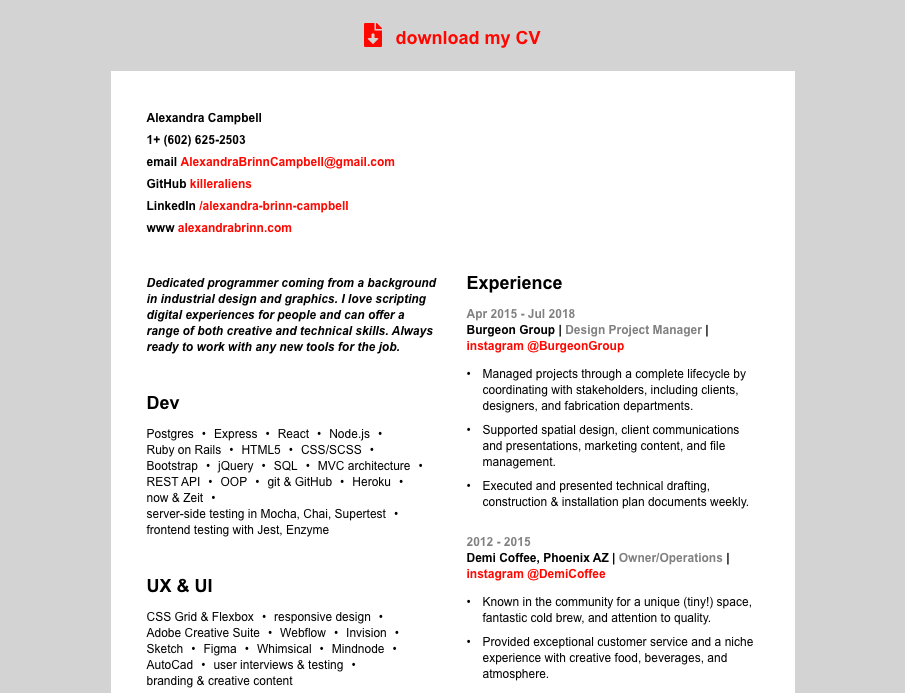 download my CV
Alexandra Campbell
1+ (602) 625-2503
email AlexandraBrinnCampbell@gmail.com
GitHub killeraliens
LinkedIn /alexandra-brinn-campbell
www alexandrabrinn.com
Dedicated programmer coming from a background
in industrial design and graphics. I love scripting
digital experiences for people and can offer a
range of both creative and technical skills. Always
ready to work with any new tools for the job.
Dev
Postgres • Express • React • Node.js •
Ruby on Rails • HTML5 • CSS/SCSS •
Bootstrap • jQuery • SQL • MVC architecture •
REST API • OOP • git & GitHub • Heroku •
now & Zeit •
server-side testing in Mocha, Chai, Supertest •
frontend testing with Jest, Enzyme
UX & UI
CSS Grid & Flexbox • responsive design •
Adobe Creative Suite • Webflow • Invision •
Sketch • Figma • Whimsical • Mindnode •
AutoCad • user interviews & testing •
branding & creative content
Experience
Apr 2015 - Jul 2018
Burgeon Group | Design Project Manager |
instagram @BurgeonGroup
• Managed projects through a complete lifecycle by
coordinating with stakeholders, including clients,
designers, and fabrication departments.
• Supported spatial design, client communications
and presentations, marketing content, and file
management.
• Executed and presented technical drafting,
construction & installation plan documents weekly.
2012 - 2015
Demi Coffee, Phoenix AZ | Owner/Operations |
instagram @DemiCoffee
• Known in the community for a unique (tiny!) space,
fantastic cold brew, and attention to quality.
• Provided exceptional customer service and a niche
experience with creative food, beverages, and
atmosphere.